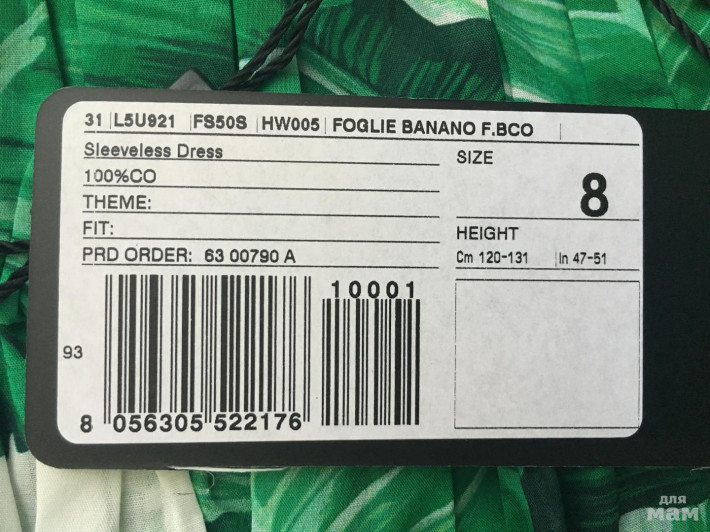 31 L5U921 FS50S HW005 FOGLIE BANANO F.BCO
Sleeveless Dress
100%CO
THEME:
FIT:
PRD ORDER: 63 00790 A
SIZE
8
HEIGHT
Cm 120-131 In 47-51
10001
93
8 056305 522176
для
мам